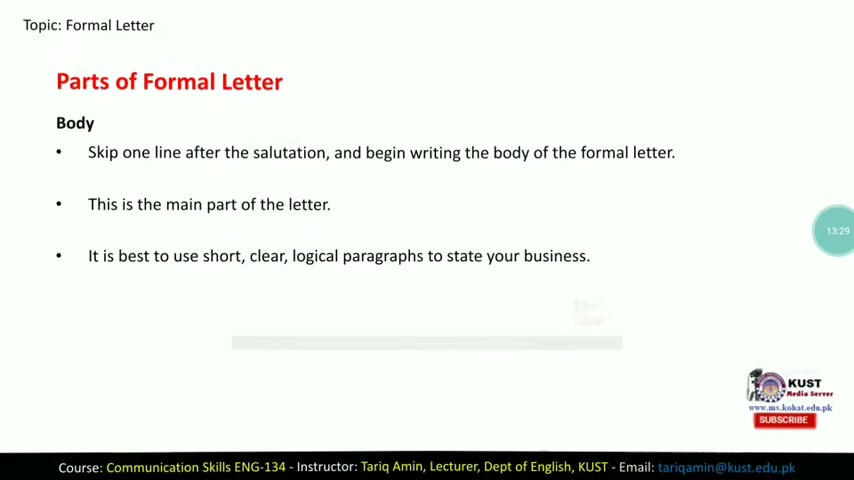 Topic: Formal Letter
Parts of Formal Letter
Body
• Skip one line after the salutation, and begin writing the body of the formal letter.
• This is the main part of the letter.
• It is best to use short, clear, logical paragraphs to state your business.
13:29
KUST
Media Server
www.ms.kohat.edu.pk
SUBSCRIBE
Course: Communication Skills ENG-134 - Instructor: Tariq Amin, Lecturer, Dept of English, KUST - Email: tariqamin@kust.edu.pk